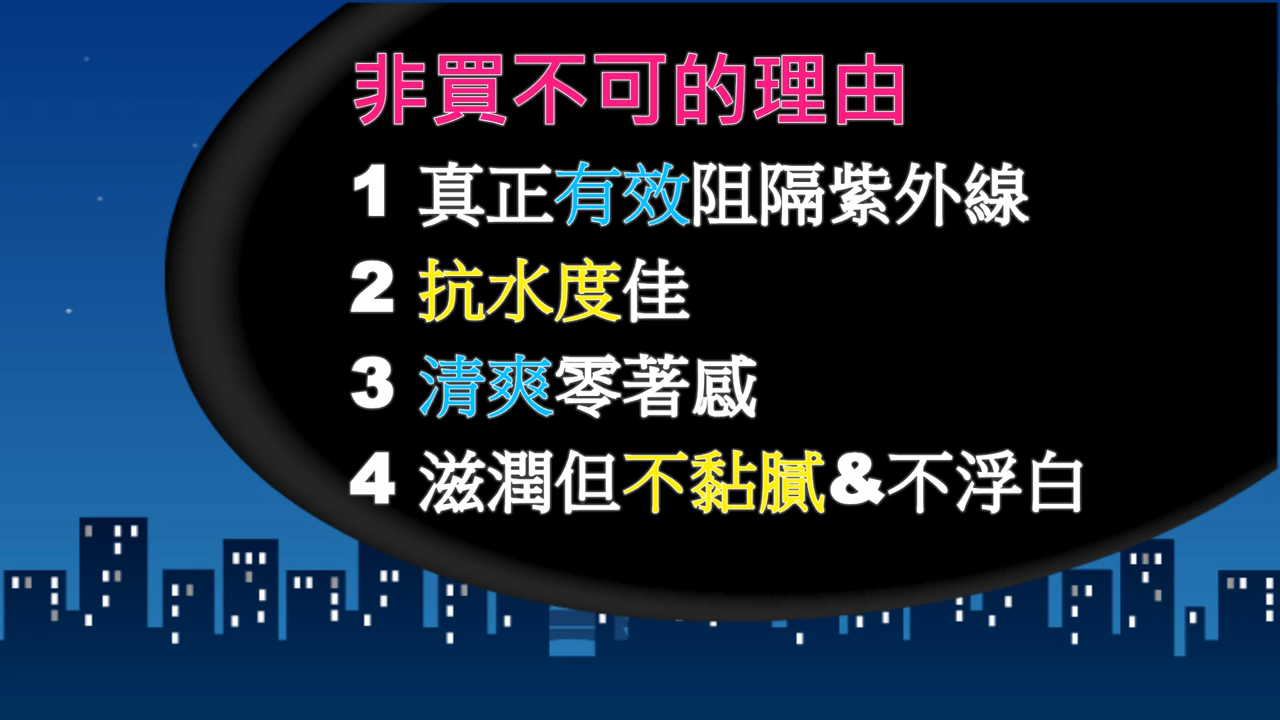 非買不可的理由
1 真正有效阻隔紫外線
2 抗水度佳
3 清爽零著感
4 滋潤但不黏膩&不浮白